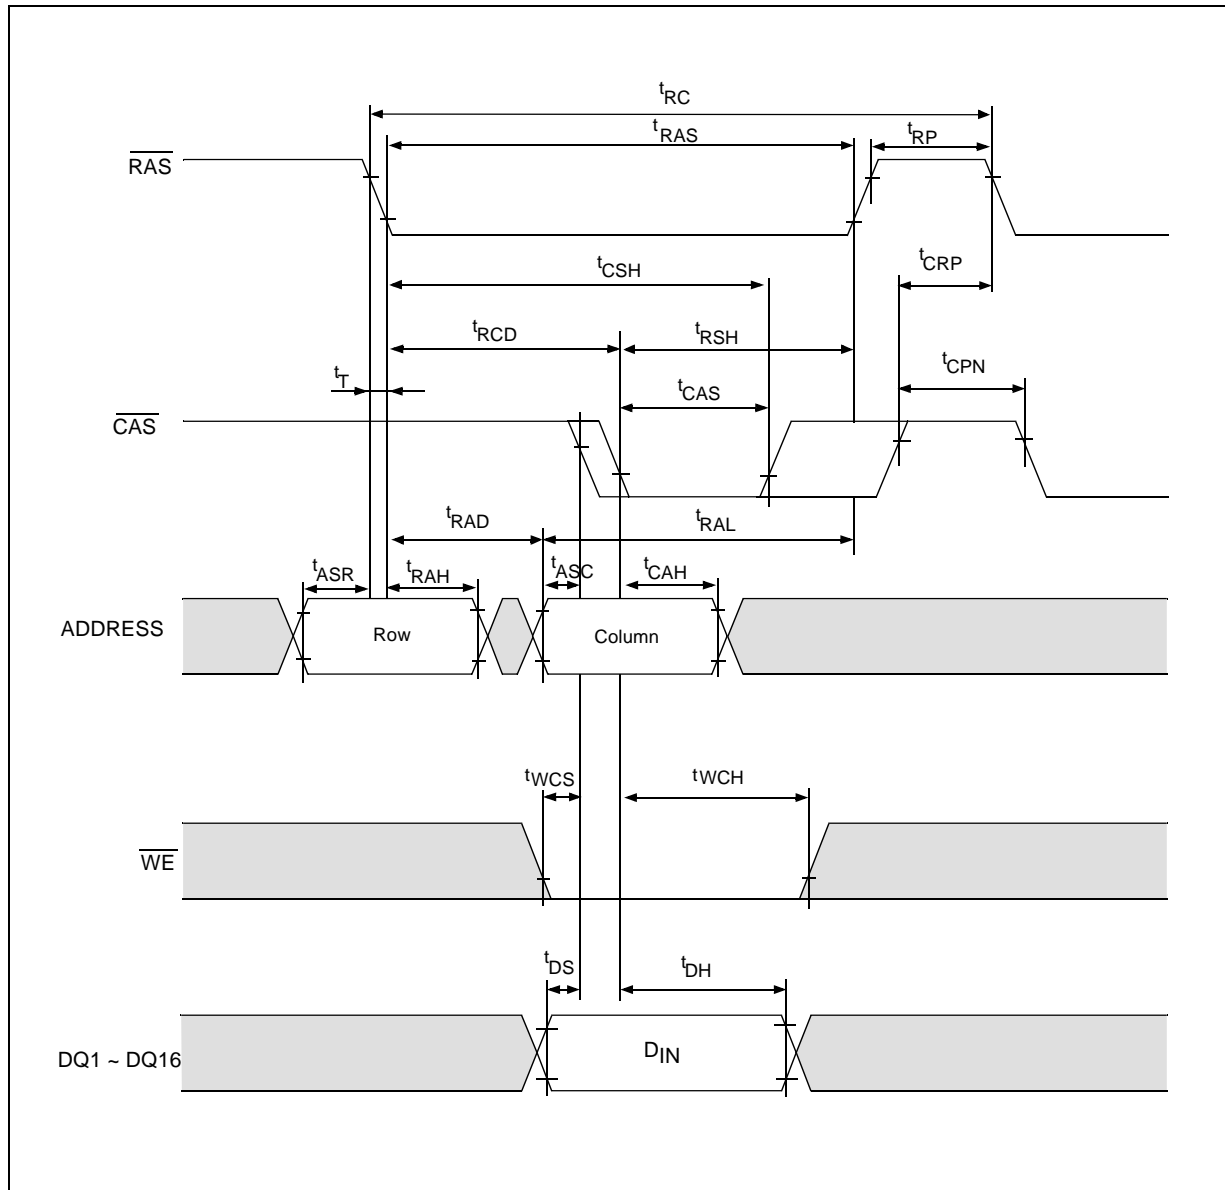 tRC
tRAS
tRP
RAS
tCSH
tCRP
tRCD
tRSH
tCPN
tT
tCAS
CAS
tRAD
tRAL
tASR
tRAH
tASC
tCAH
ADDRESS
Row
Column
tWCS
tWCH
WE
tDS
tDH
DQ1 ~ DQ16
DIN